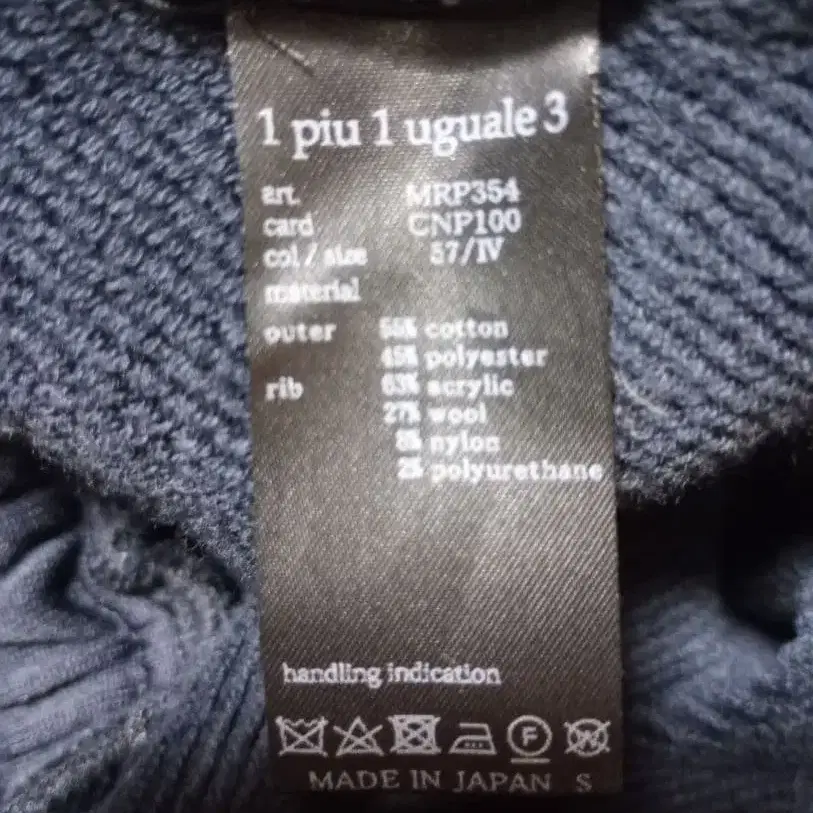 1 piu 1 uguale 3
art. MRP354
card CNP100
col / size 57/IV
material
outer 55% cotton
45% polyester
rib 63% acrylic
27% wool
8% nylon
2% polyurethane
handling indication
F W
MADE IN JAPAN S